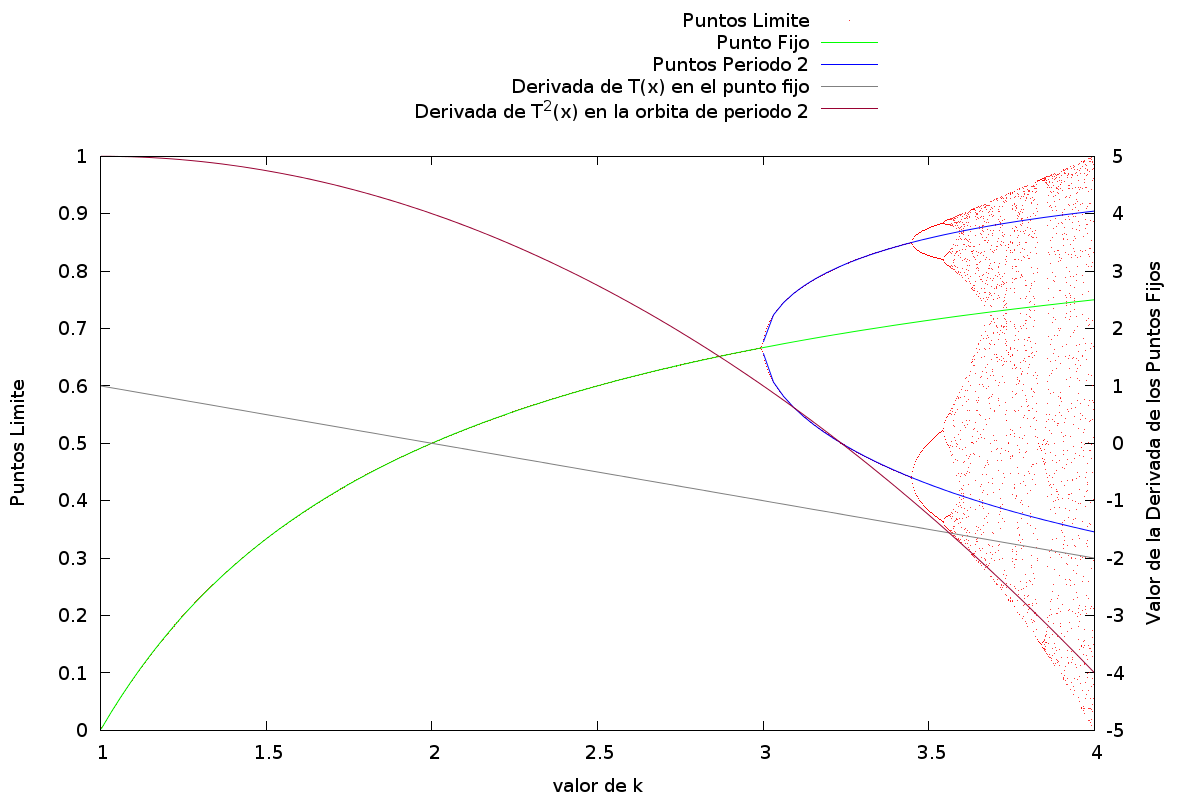 Puntos Limite
Punto Fijo
Puntos Periodo 2
Derivada de T(x) en el punto fijo
Derivada de T²(x) en la orbita de periodo 2
1
0.9
0.8
0.7
0.6
0.5
0.4
0.3
0.2
0.1
0
Puntos Limite
5
4
3
2
1
0
-1
-2
-3
-4
-5
Valor de la Derivada de los Puntos Fijos
1 1.5 2 2.5 3 3.5 4
valor de k